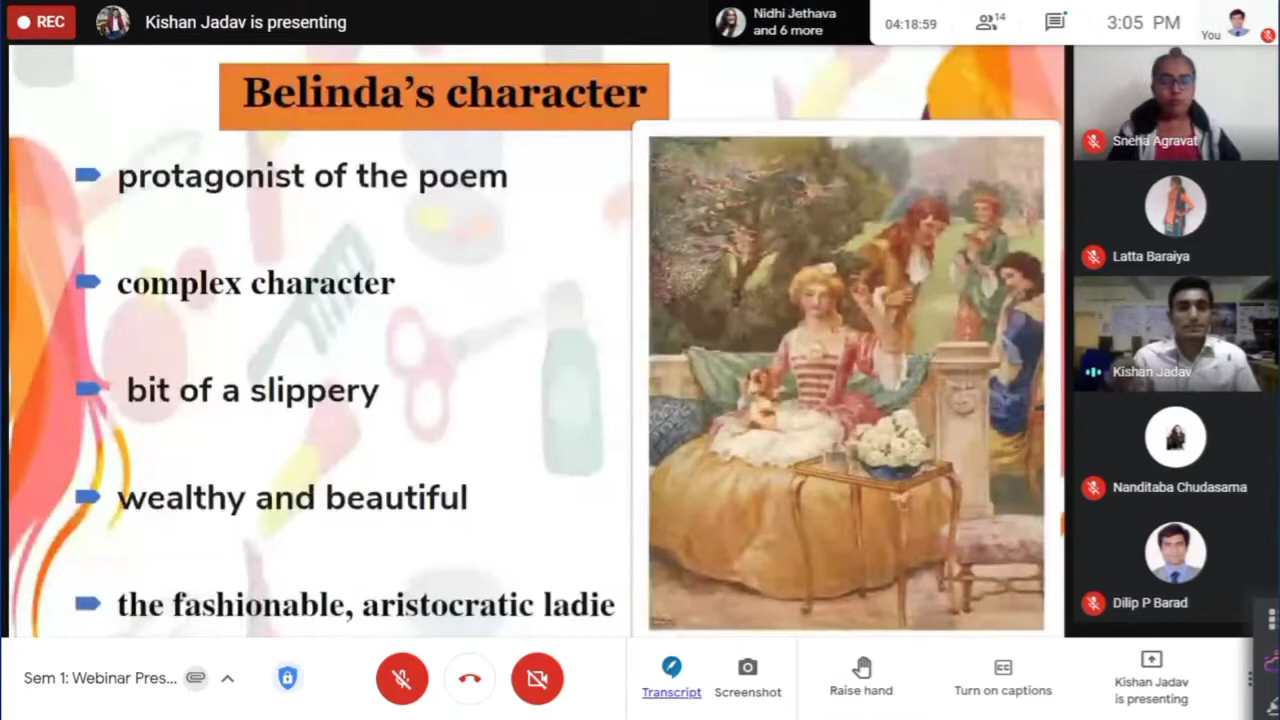 REC
Kishan Jadav is presenting
Nidhi Jethava
and 6 more
04:18:59
14
3:05 PM
You
Belinda's character
protagonist of the poem
complex character
bit of a slippery
wealthy and beautiful
the fashionable, aristocratic ladie
Sneha Agravat
Latta Baraiya
Kishan Jadav
Nanditaba Chudasama
Dilip P Barad
Sem 1: Webinar Pres...
Transcript
Screenshot
Raise hand
CC
Turn on captions
Kishan Jadav
is presenting